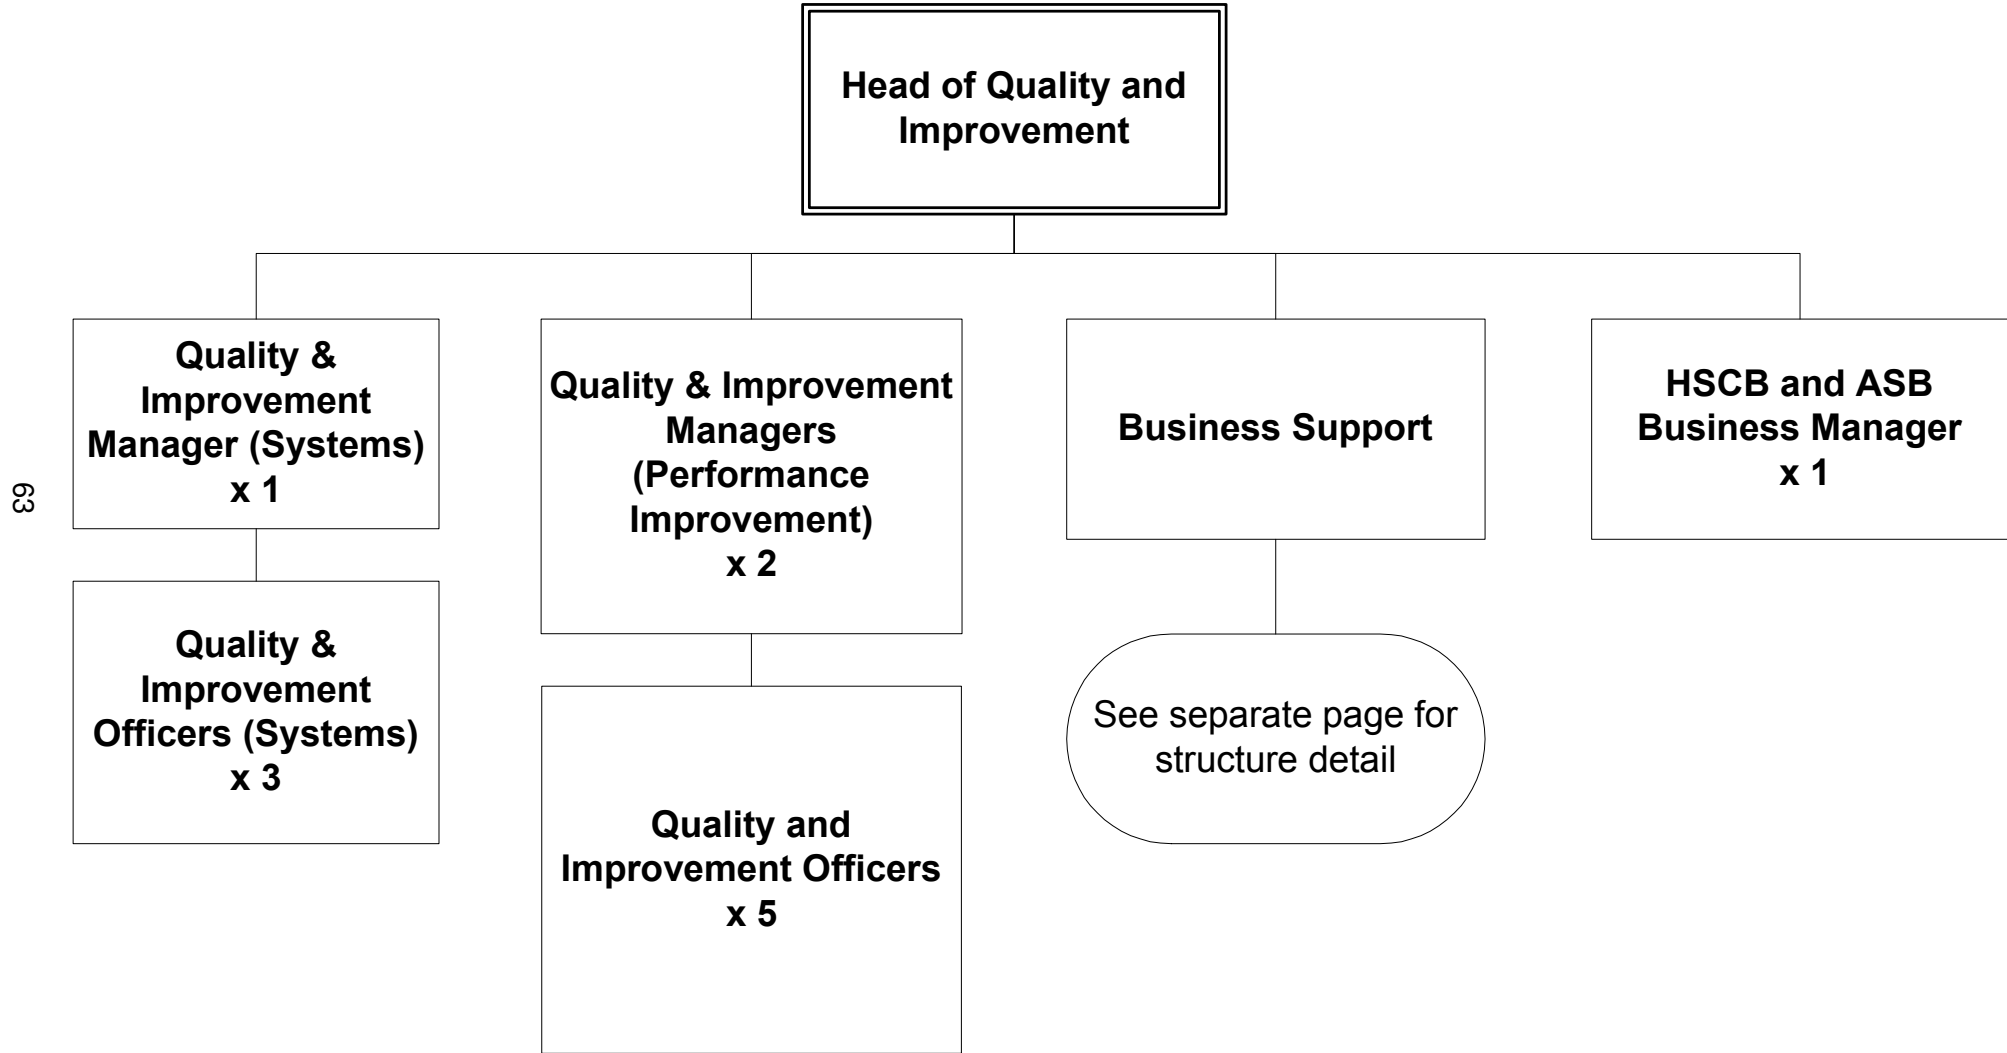 Head of Quality and
Improvement
Quality &
Improvement
Manager (Systems)
x 1
Quality & Improvement
Managers
(Performance
Improvement)
x 2
Business Support
HSCB and ASB
Business Manager
x 1
Quality &
Improvement
Officers (Systems)
x 3
Quality and
Improvement Officers
x 5
See separate page for
structure detail
63